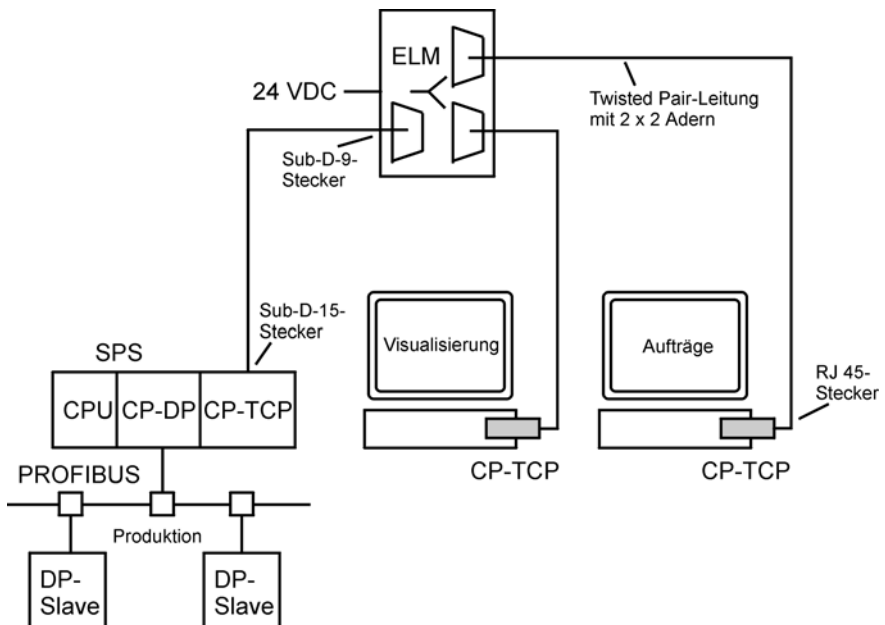 ELM
24 VDC
Twisted Pair-Leitung
mit 2 x 2 Adern
Sub-D-9-
Stecker
Sub-D-15-
Stecker
SPS
CPU
CP-DP
CP-TCP
Visualisierung
Aufträge
RJ 45-
Stecker
CP-TCP
CP-TCP
PROFIBUS
Produktion
DP-
Slave
DP-
Slave